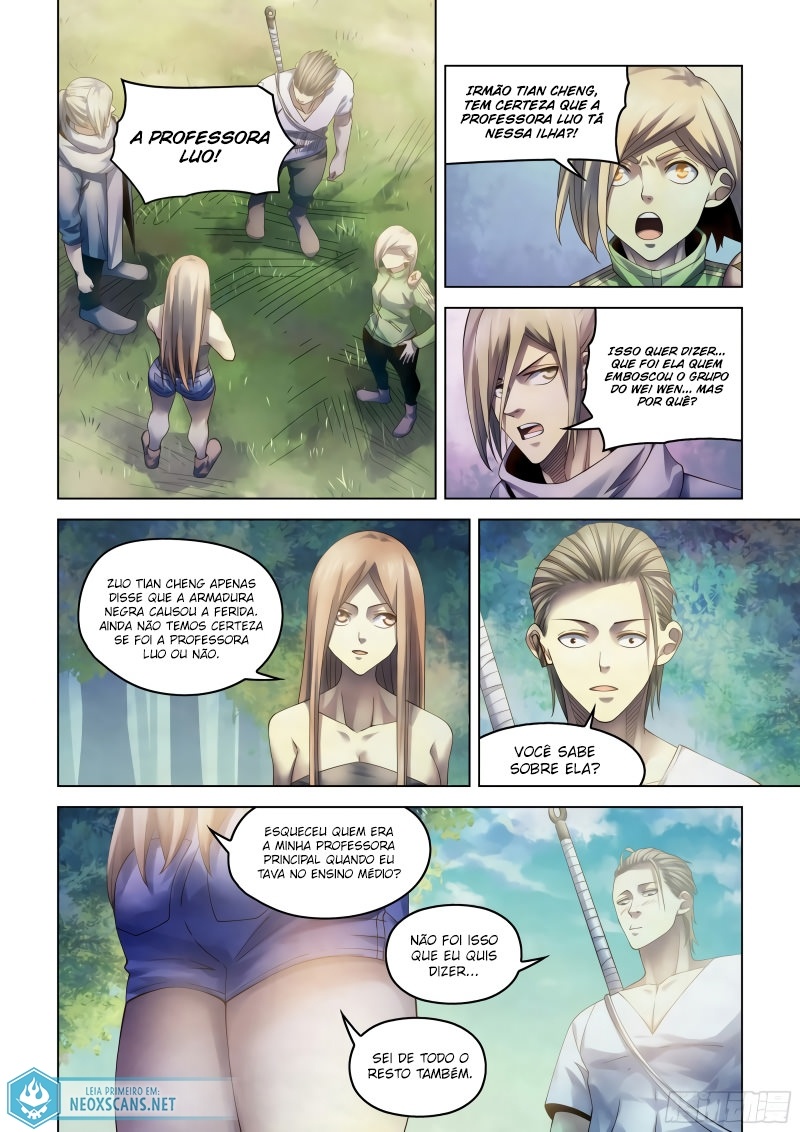 A PROFESSORA
LUO!
IRMÃO TIAN CHENG,
TEM CERTEZA QUE A
PROFESSORA LUO TÁ
NESSA ILHA?!
ISSO QUER DIZER...
QUE FOI ELA QUEM
EMBOSCOU O GRUPO
DO WEI WEN... MAS
POR QUÊ?
ZUO TIAN CHENG APENAS
DISSE QUE A ARMADURA
NEGRA CAUSOU A FERIDA.
AINDA NÃO TEMOS CERTEZA
SE FOI A PROFESSORA
LUO OU NÃO.
VOCÊ SABE
SOBRE ELA?
ESQUECEU QUEM ERA
A MINHA PROFESSORA
PRINCIPAL QUANDO EU
TAVA NO ENSINO MÉDIO?
NÃO FOI ISSO
QUE EU QUIS
DIZER...
SEI DE TODO O
RESTO TAMBÉM.
LEIA PRIMEIRO EM:
NEOXSCANS.NET